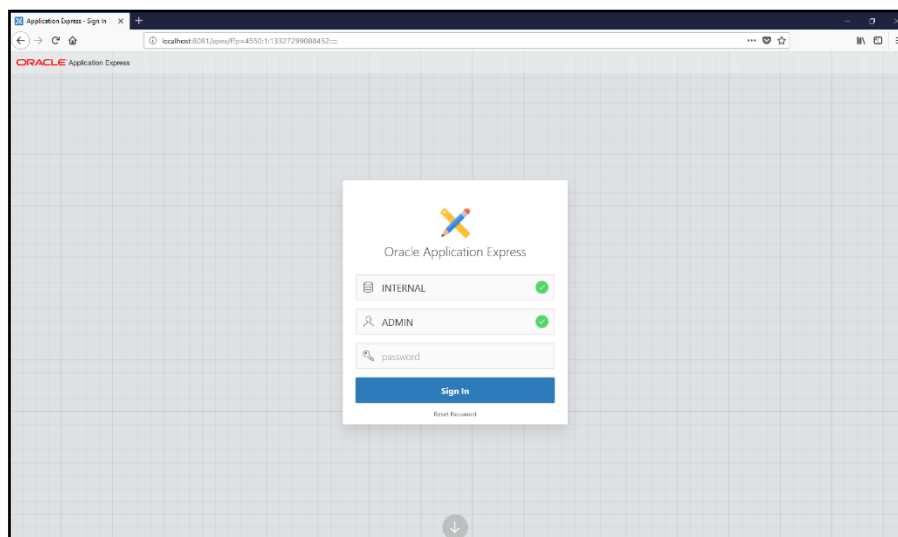 Application Express - Sign In
localhost:8081/apex/f?p=4550:1:13327299088452:::::
ORACLE Application Express
Oracle Application Express
INTERNAL
ADMIN
password
Sign In
Reset Password